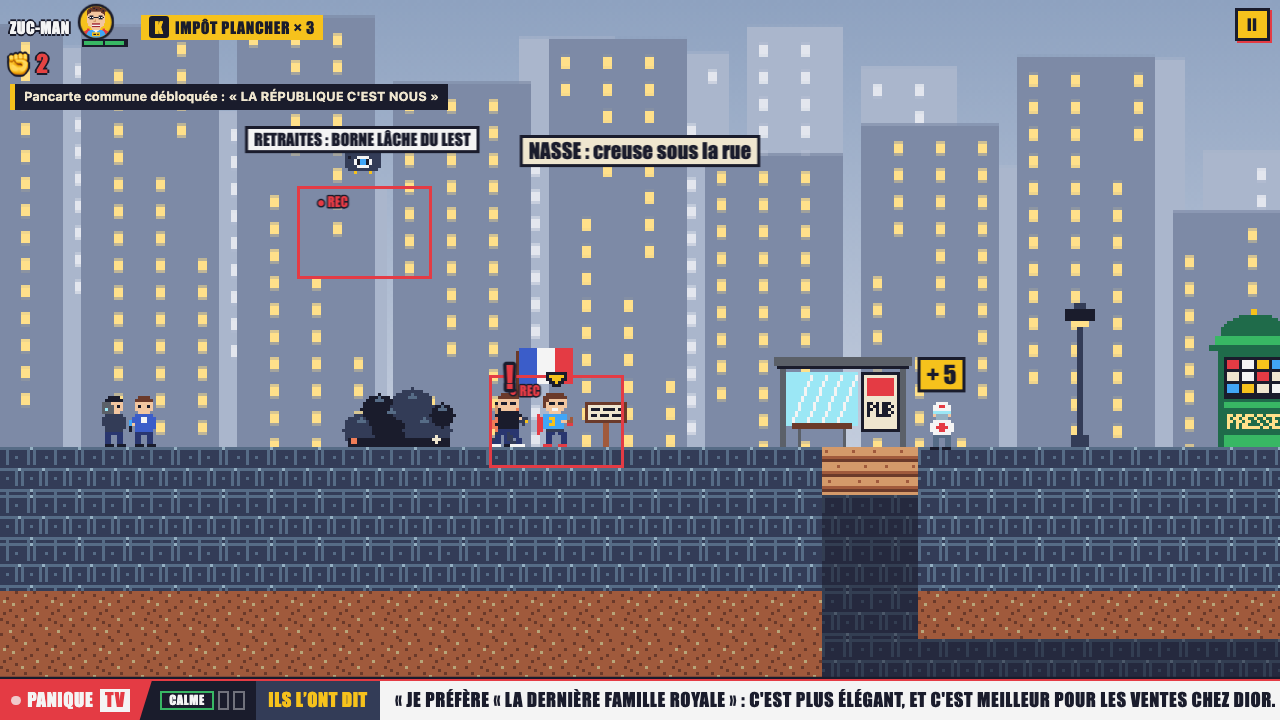 ZUC-MAN
K IMPÔT PLANCHER × 3
2
Pancarte commune débloquée : « LA RÉPUBLIQUE C'EST NOUS »
RETRAITES : BORNE LÂCHE DU LEST
NASSE : creuse sous la rue
REC
! REC
+ 5
PUB
PRESSE
PANIQUE TV
CALME
ILS L'ONT DIT
« JE PRÉFÈRE « LA DERNIÈRE FAMILLE ROYALE » : C'EST PLUS ÉLÉGANT, ET C'EST MEILLEUR POUR LES VENTES CHEZ DIOR.